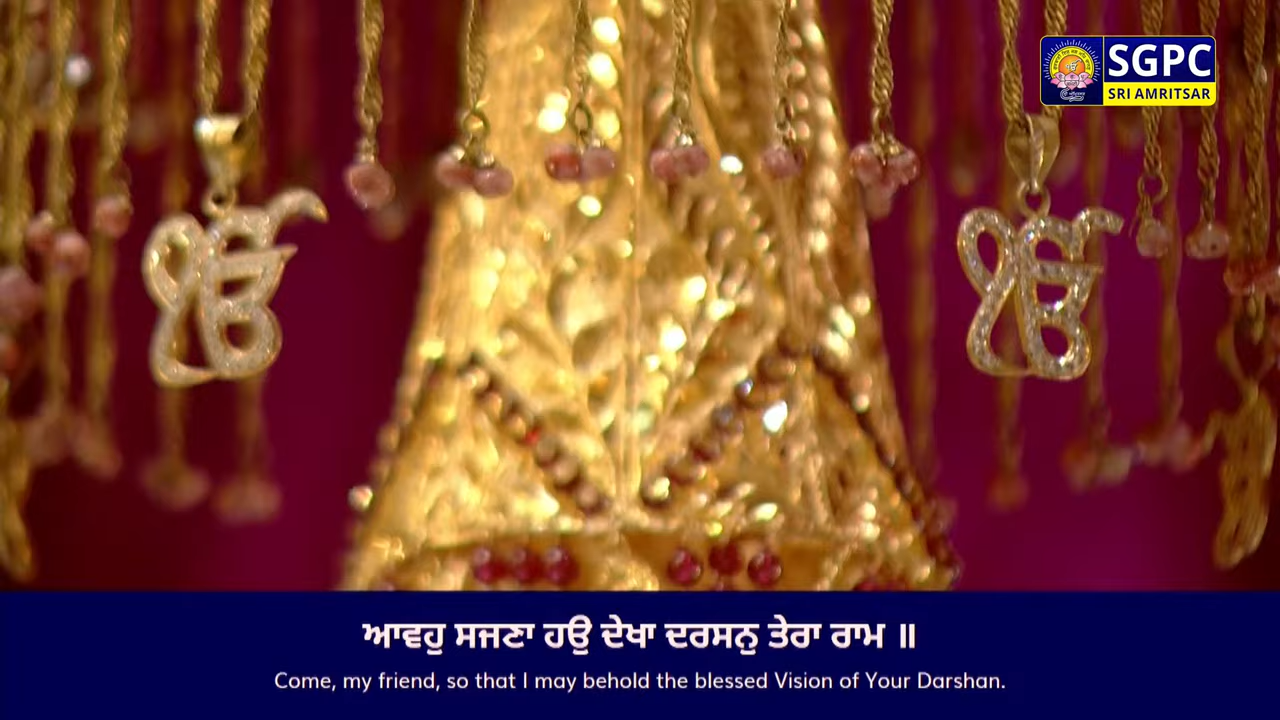 SGPC
SRI AMRITSAR
ਆਵਹੁ ਸਜਣਾ ਹਉ ਦੇਖਾ ਦਰਸਨੁ ਤੇਰਾ ਰਾਮ ॥
Come, my friend, so that I may behold the blessed Vision of Your Darshan.